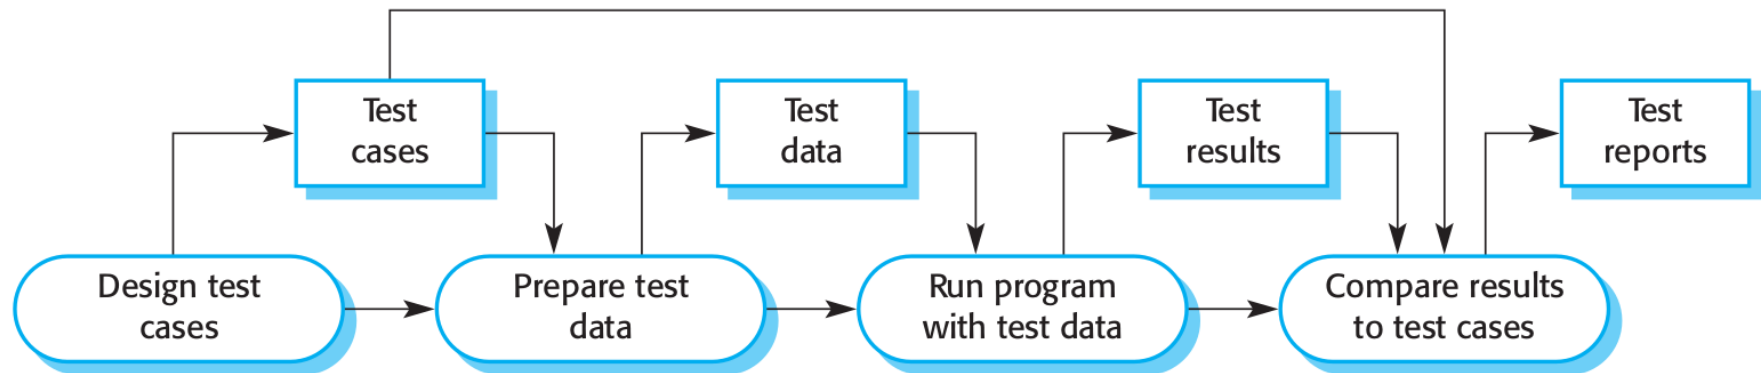 Test
cases
Test
data
Test
results
Test
reports
Design test
cases
Prepare test
data
Run program
with test data
Compare results
to test cases